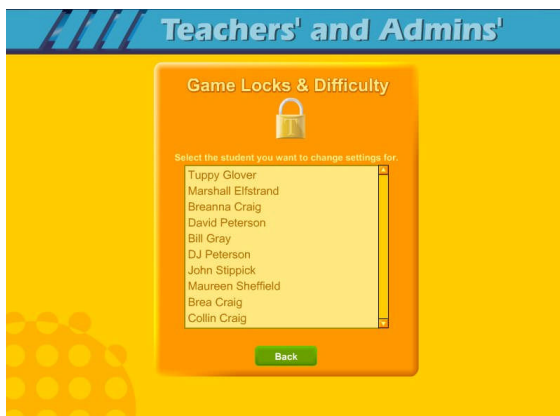 Teachers' and Admins'
Game Locks & Difficulty
T
Select the student you want to change settings for.
Tuppy Glover
Marshall Elfstrand
Breanna Craig
David Peterson
Bill Gray
DJ Peterson
John Stippick
Maureen Sheffield
Brea Craig
Collin Craig
Back